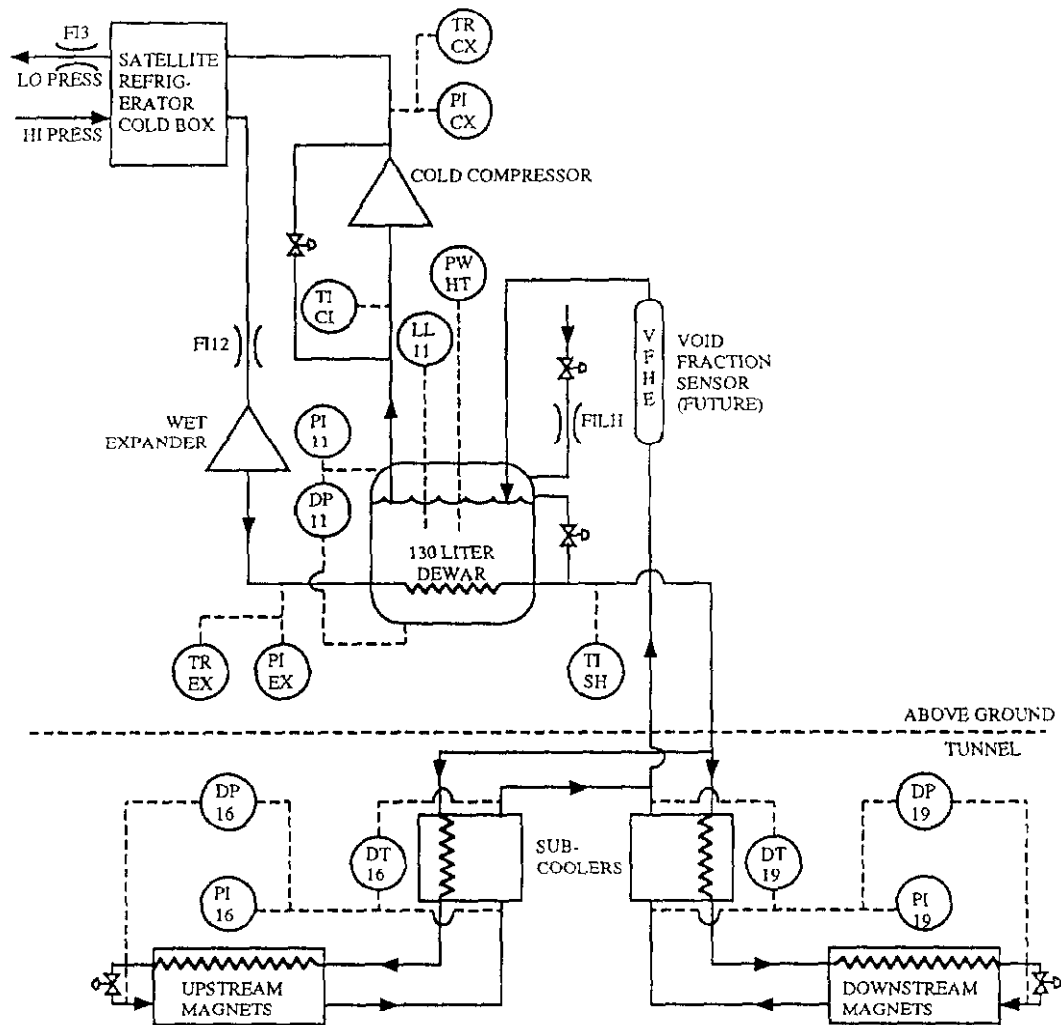 FI3
LO PRESS
HI PRESS
SATELLITE
REFRIG-
ERATOR
COLD BOX
TR
CX
PI
CX
COLD COMPRESSOR
PW
HT
TI
CI
LL
11
FI12
VFHE
VOID
FRACTION
SENSOR
(FUTURE)
FILH
WET
EXPANDER
PI
11
DP
11
130 LITER
DEWAR
TR
EX
PI
EX
TI
SH
ABOVE GROUND
TUNNEL
DP
16
DT
16
PI
16
SUB-
COOLERS
DT
19
DP
19
PI
19
UPSTREAM
MAGNETS
DOWNSTREAM
MAGNETS